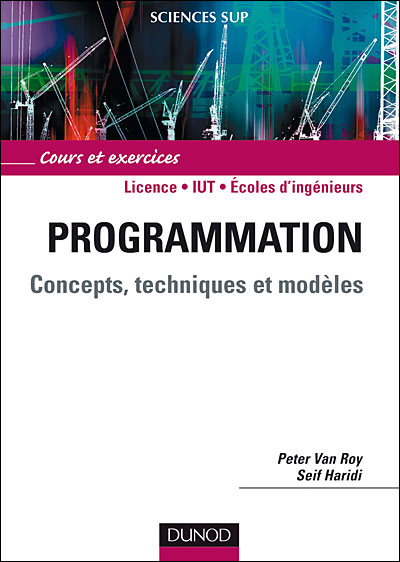 SCIENCES SUP
Cours et exercices
Licence • IUT • Écoles d'ingénieurs
PROGRAMMATION
Concepts, techniques et modèles
Peter Van Roy
Seif Haridi
DUNOD